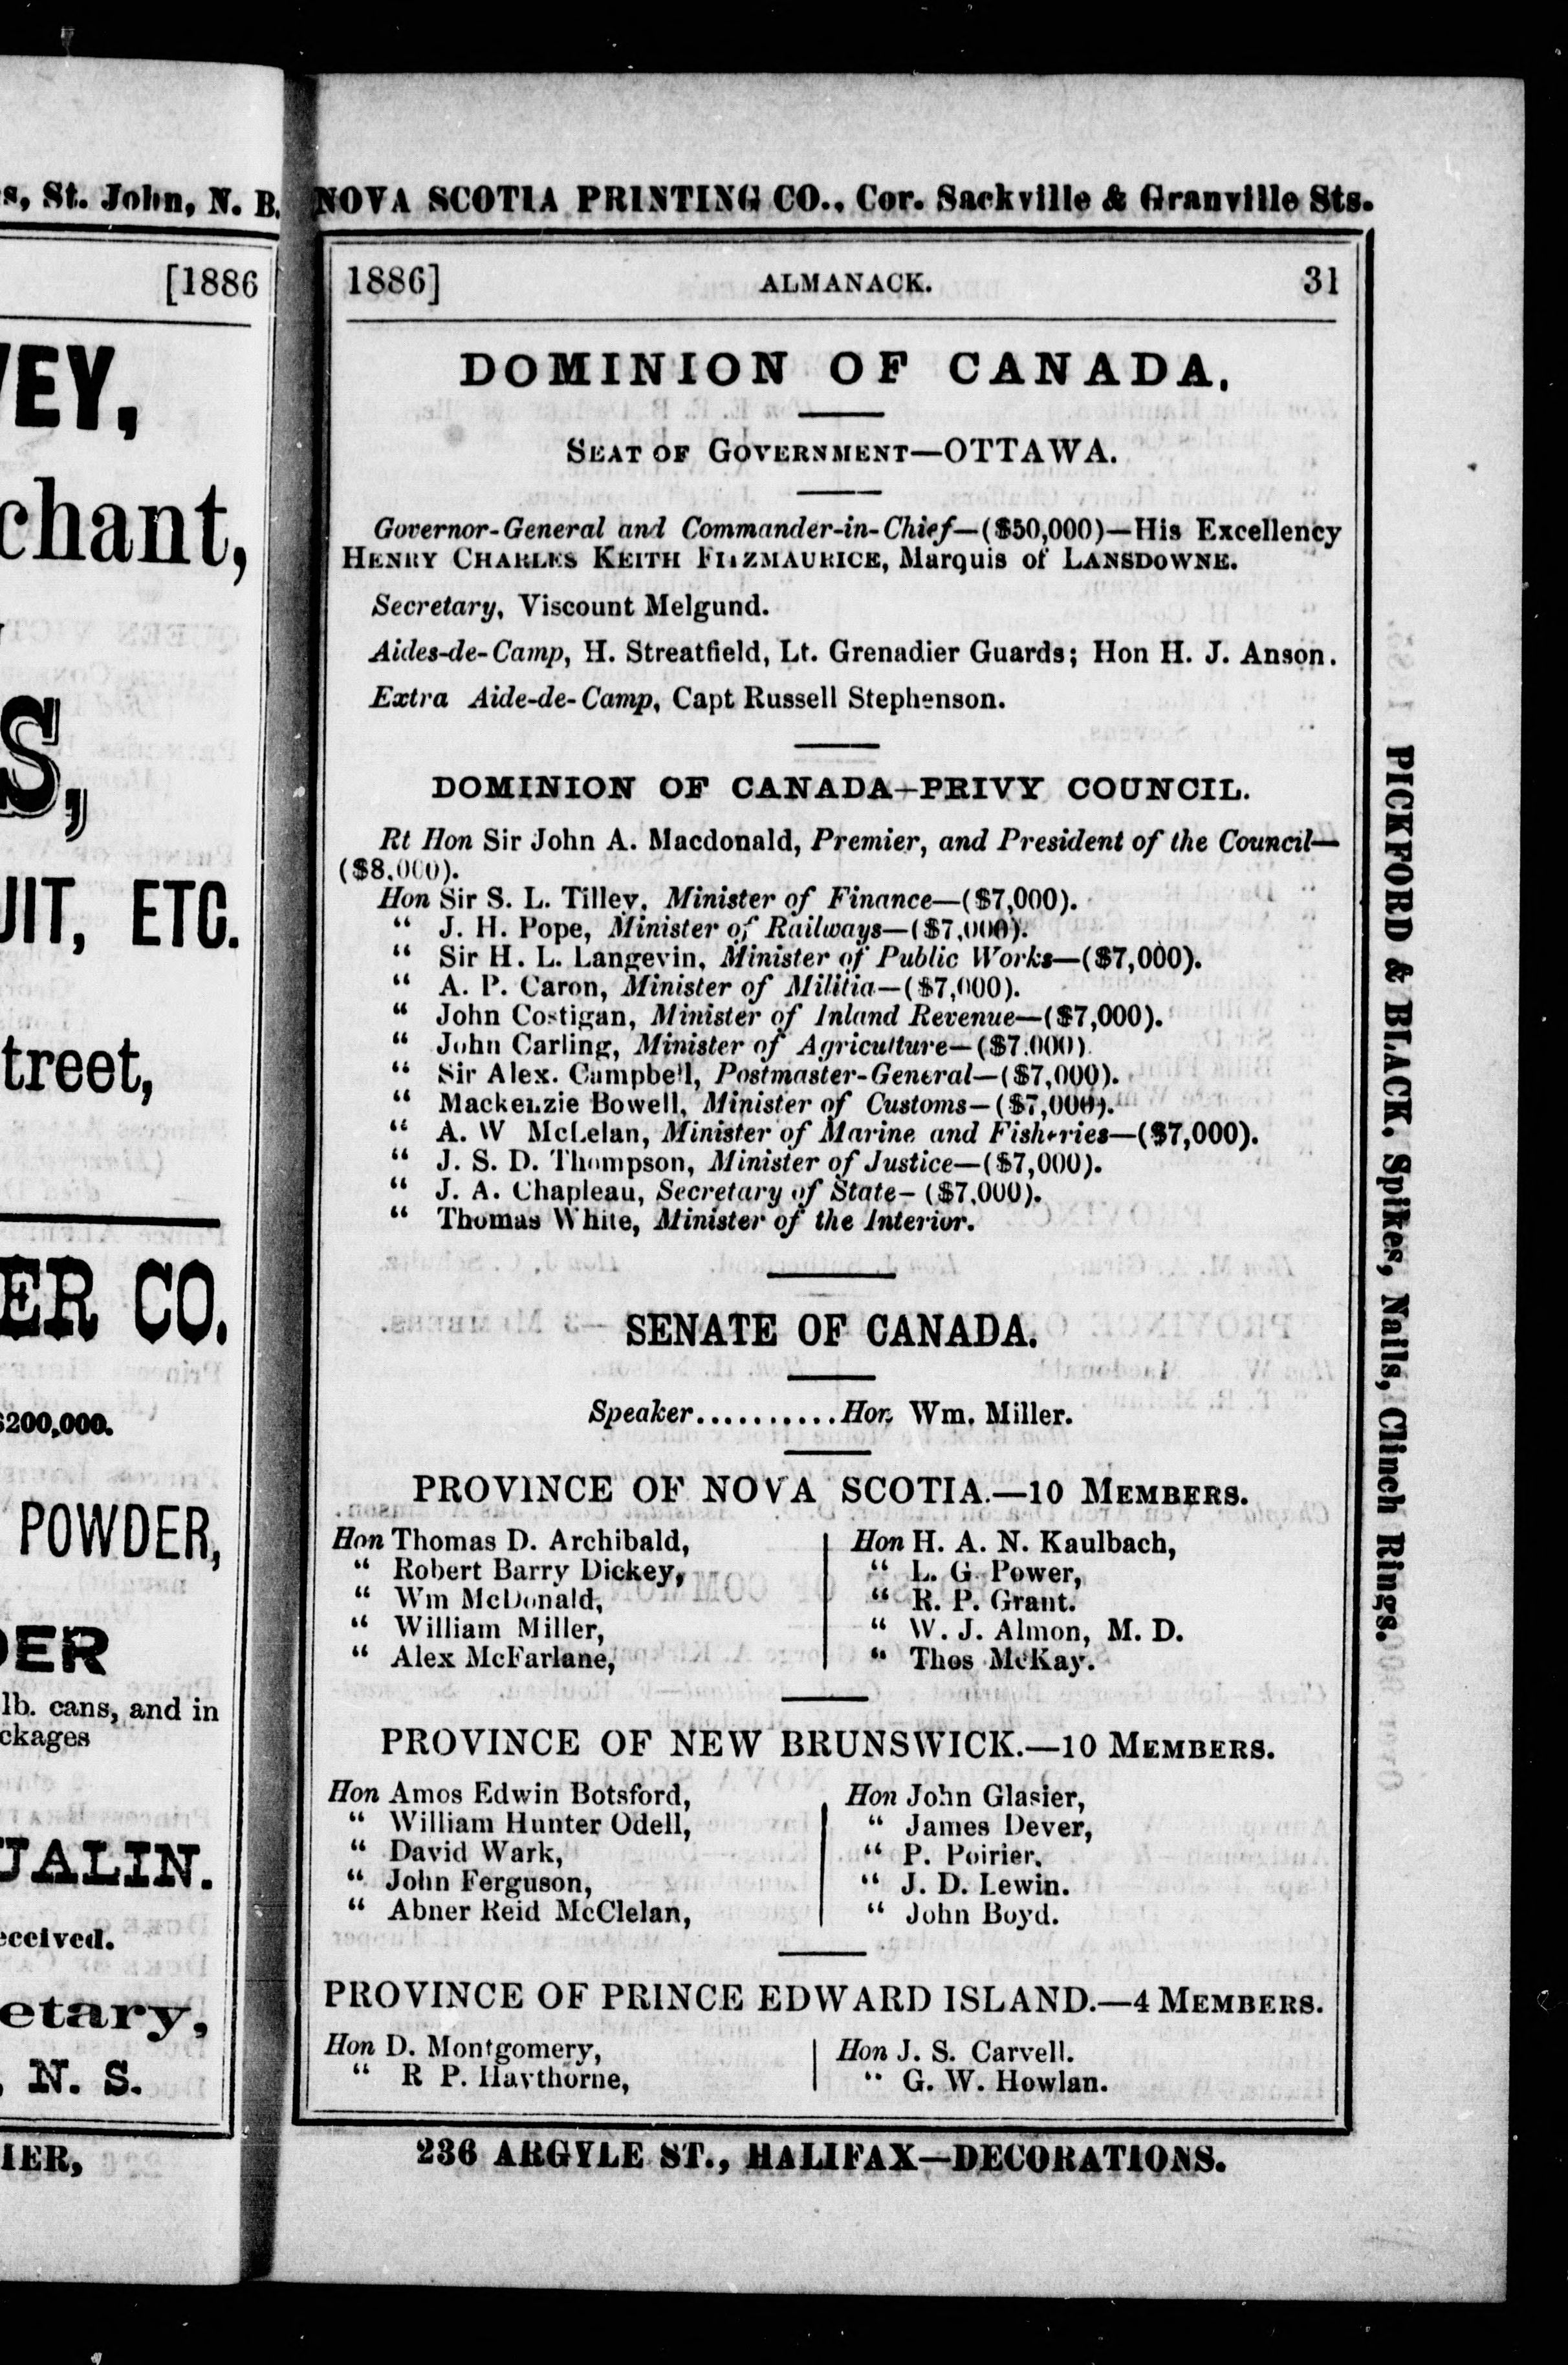 s, St. John, N. B.
[1886
EY,
chant,
S,
UIT, ETC.
treet,
ER CO.
$200,000.
POWDER,
DER
lb. cans, and in
ckages
JALIN.
eceived.
etary,
, N. S.
IER,
NOVA SCOTIA PRINTING CO., Cor. Sackville & Granville Sts.
1886] ALMANACK. 31
DOMINION OF CANADA.
SEAT OF GOVERNMENT—OTTAWA.
Governor-General and Commander-in-Chief—($50,000)—His Excellency
HENRY CHARLES KEITH FITZMAURICE, Marquis of LANSDOWNE.
Secretary, Viscount Melgund.
Aides-de-Camp, H. Streatfield, Lt. Grenadier Guards; Hon H. J. Anson.
Extra Aide-de-Camp, Capt Russell Stephenson.
DOMINION OF CANADA—PRIVY COUNCIL.
Rt Hon Sir John A. Macdonald, Premier, and President of the Council—
($8,000).
Hon Sir S. L. Tilley, Minister of Finance—($7,000).
“ J. H. Pope, Minister of Railways—($7,000).
“ Sir H. L. Langevin, Minister of Public Works—($7,000).
“ A. P. Caron, Minister of Militia—($7,000).
“ John Costigan, Minister of Inland Revenue—($7,000).
“ John Carling, Minister of Agriculture—($7.000)
“ Sir Alex. Campbell, Postmaster-General—($7,000).
“ Mackenzie Bowell, Minister of Customs—($7,000).
“ A. W McLelan, Minister of Marine and Fisheries—($7,000).
“ J. S. D. Thompson, Minister of Justice—($7,000).
“ J. A. Chapleau, Secretary of State—($7,000).
“ Thomas White, Minister of the Interior.
SENATE OF CANADA.
Speaker..........Hon. Wm. Miller.
PROVINCE OF NOVA SCOTIA.—10 MEMBERS.
Hon Thomas D. Archibald,
“ Robert Barry Dickey,
“ Wm McDonald,
“ William Miller,
“ Alex McFarlane,
Hon H. A. N. Kaulbach,
“ L. G. Power,
“ R. P. Grant.
“ W. J. Almon, M. D.
“ Thos McKay.
PROVINCE OF NEW BRUNSWICK.—10 MEMBERS.
Hon Amos Edwin Botsford,
“ William Hunter Odell,
“ David Wark,
“ John Ferguson,
“ Abner Reid McClelan,
Hon John Glasier,
“ James Dever,
“ P. Poirier,
“ J. D. Lewin.
“ John Boyd.
PROVINCE OF PRINCE EDWARD ISLAND.—4 MEMBERS.
Hon D. Montgomery,
“ R P. Havthorne,
Hon J. S. Carvell.
“ G. W. Howlan.
236 ARGYLE ST., HALIFAX—DECORATIONS.
PICKFORD & BLACK. Spikes, Nails, Clinch Rings.